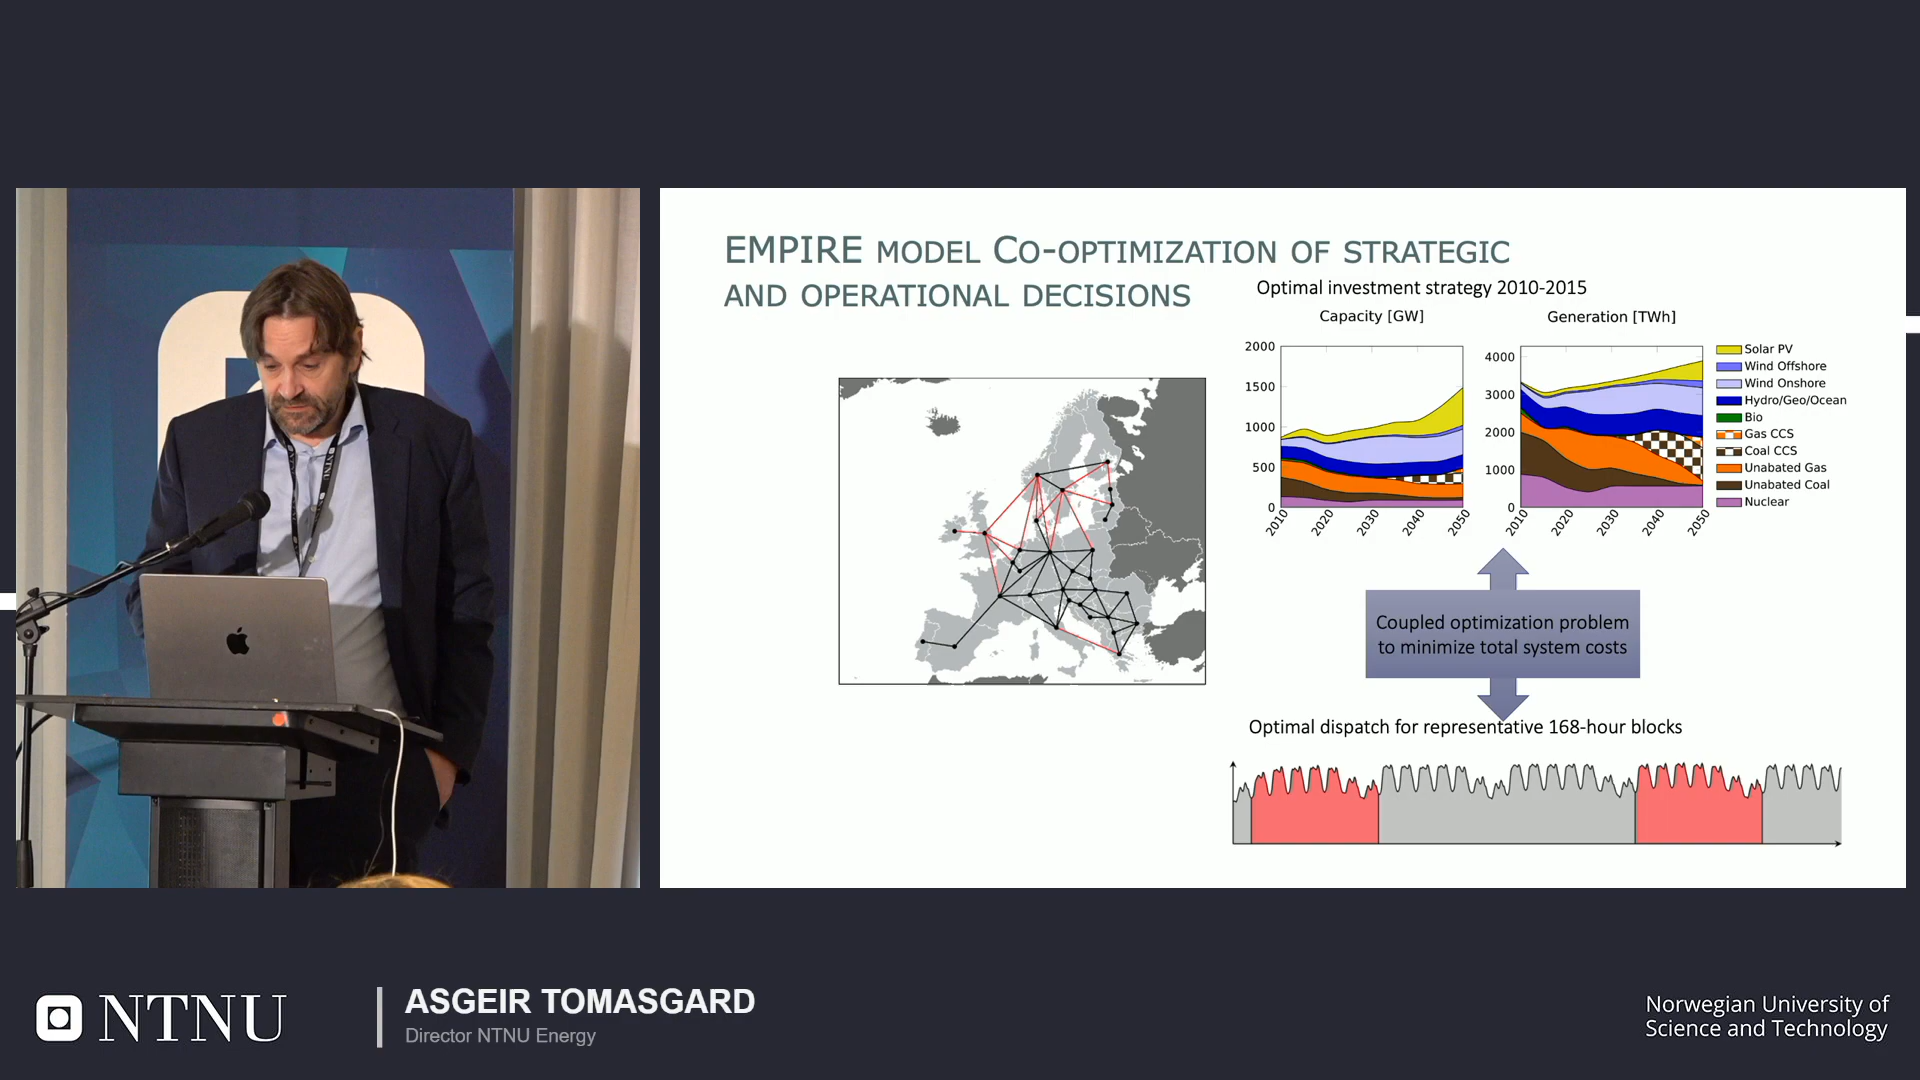 EMPIRE MODEL CO-OPTIMIZATION OF STRATEGIC
AND OPERATIONAL DECISIONS
Optimal investment strategy 2010-2015
Capacity [GW]
Generation [TWh]
2000
1500
1000
500
0
2010
2020
2030
2040
2050
4000
3000
2000
1000
0
2010
2020
2030
2040
2050
Solar PV
Wind Offshore
Wind Onshore
Hydro/Geo/Ocean
Bio
Gas CCS
Coal CCS
Unabated Gas
Unabated Coal
Nuclear
Coupled optimization problem
to minimize total system costs
Optimal dispatch for representative 168-hour blocks
NTNU
NTNU
ASGEIR TOMASGARD
Director NTNU Energy
Norwegian University of
Science and Technology